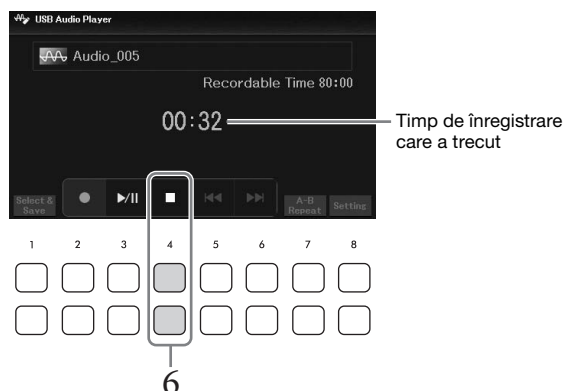 USB Audio Player
Audio_005
Recordable Time 80:00
00:32
Timp de înregistrare
care a trecut
Select &
Save
A-B
Repeat
Setting
1 2 3 4 5 6 7 8
6